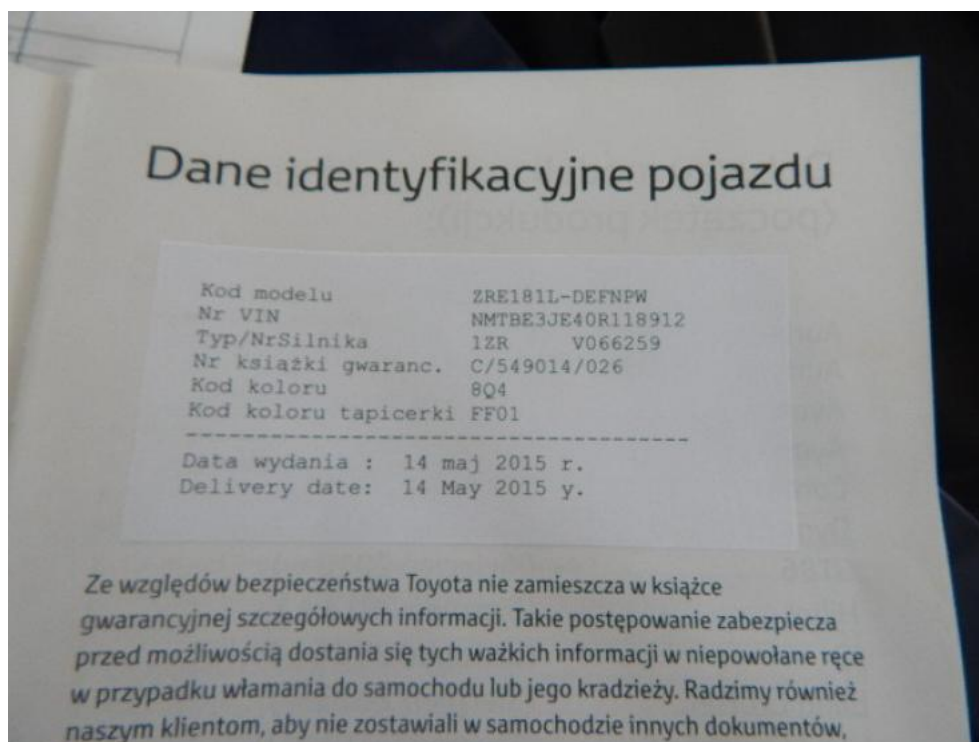 Dane identyfikacyjne pojazdu
Kod modelu ZRE181L-DEFNPW
Nr VIN NMTBE3JE40R118912
Typ/NrSilnika 1ZR V066259
Nr książki gwaranc. C/549014/026
Kod koloru 8Q4
Kod koloru tapicerki FF01
----------------------------------------
Data wydania : 14 maj 2015 r.
Delivery date: 14 May 2015 y.
Ze względów bezpieczeństwa Toyota nie zamieszcza w książce
gwarancyjnej szczegółowych informacji. Takie postępowanie zabezpiecza
przed możliwością dostania się tych ważkich informacji w niepowołane ręce
w przypadku włamania do samochodu lub jego kradzieży. Radzimy również
naszym klientom, aby nie zostawiali w samochodzie innych dokumentów,